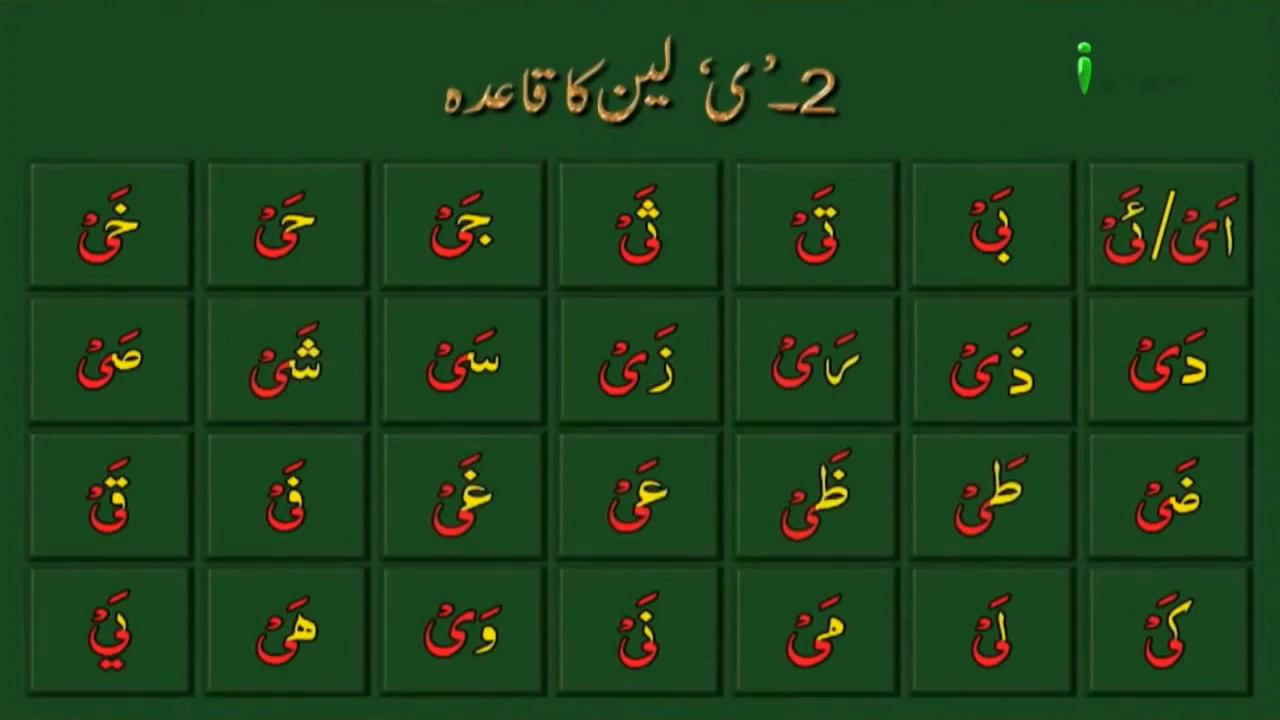 2۔ ’یْ‘ لین کا قاعدہ
اَیْ/ئَیْ بَیْ تَیْ ثَیْ جَیْ حَیْ خَیْ
دَیْ ذَیْ رَیْ زَیْ سَیْ شَیْ صَیْ
ضَیْ طَیْ ظَیْ عَیْ غَیْ فَیْ قَیْ
کَیْ لَیْ مَیْ نَیْ وَیْ ھَیْ يَيْ